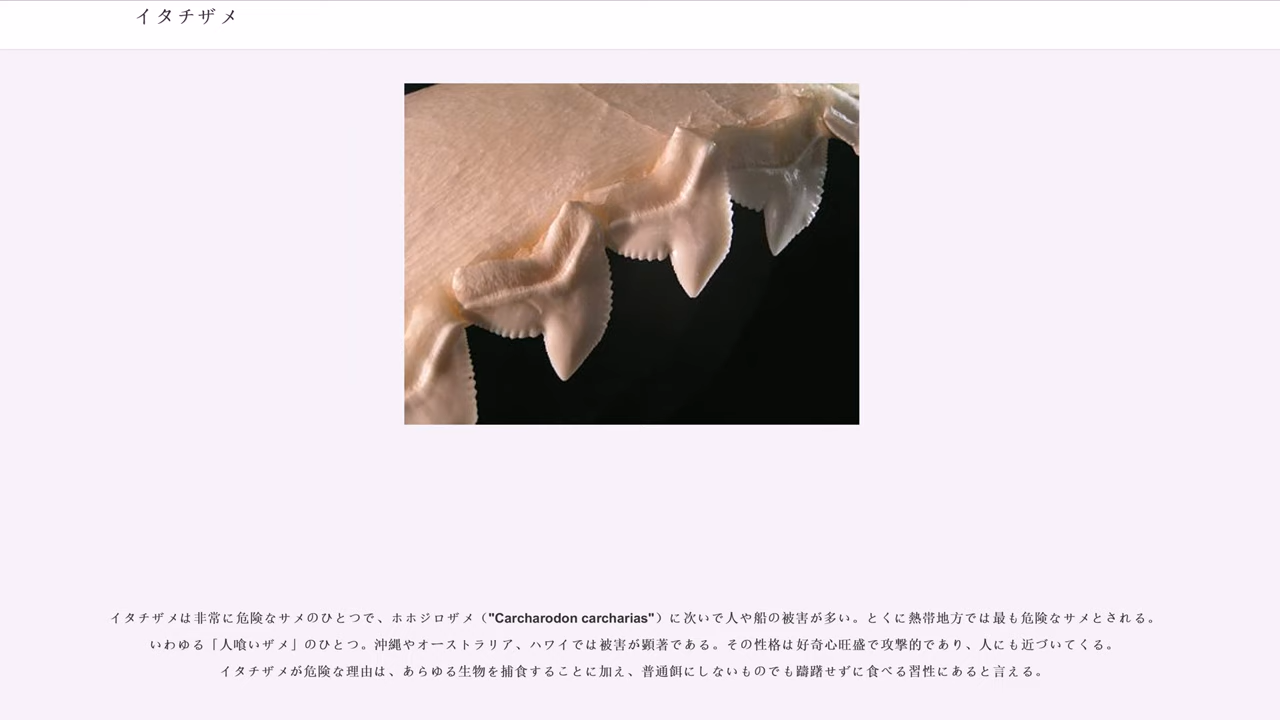 イタチザメ
イタチザメは非常に危険なサメのひとつで、ホホジロザメ（"Carcharodon carcharias"）に次いで人や船の被害が多い。とくに熱帯地方では最も危険なサメとされる。
いわゆる「人喰いザメ」のひとつ。沖縄やオーストラリア、ハワイでは被害が顕著である。その性格は好奇心旺盛で攻撃的であり、人にも近づいてくる。
イタチザメが危険な理由は、あらゆる生物を捕食することに加え、普通餌にしないものでも躊躇せずに食べる習性にあると言える。